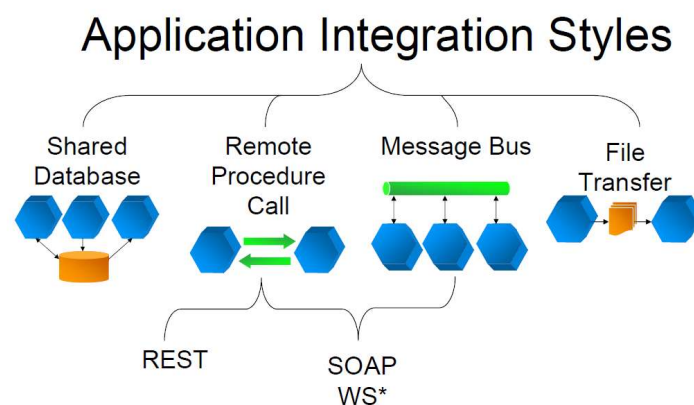 Application Integration Styles
Shared
Database
Remote
Procedure
Call
Message Bus
File
Transfer
REST
SOAP
WS*